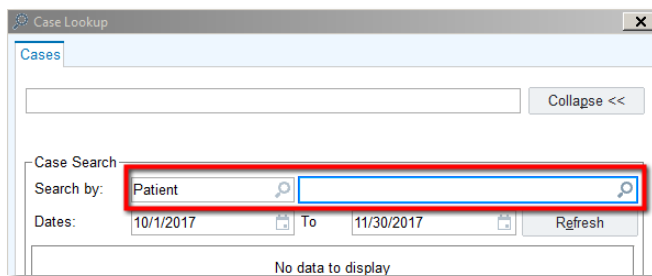 Case Lookup
Cases
Collapse <<
Case Search
Search by: Patient
Dates: 10/1/2017 To 11/30/2017 Refresh
No data to display